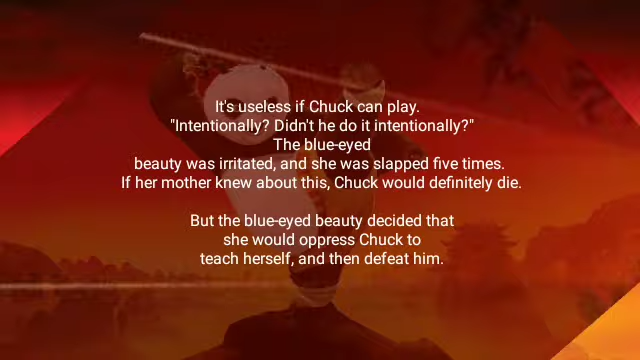 It's useless if Chuck can play.
"Intentionally? Didn't he do it intentionally?"
The blue-eyed
beauty was irritated, and she was slapped five times.
If her mother knew about this, Chuck would definitely die.
But the blue-eyed beauty decided that
she would oppress Chuck to
teach herself, and then defeat him.